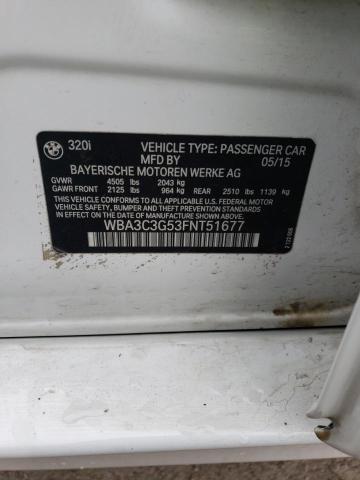 BMW
320i VEHICLE TYPE: PASSENGER CAR
MFD BY 05/15
BAYERISCHE MOTOREN WERKE AG
GVWR 4505 lbs 2043 kg
GAWR FRONT 2125 lbs 964 kg REAR 2510 lbs 1139 kg
THIS VEHICLE CONFORMS TO ALL APPLICABLE U.S. FEDERAL MOTOR
VEHICLE SAFETY, BUMPER AND THEFT PREVENTION STANDARDS IN
EFFECT ON THE DATE OF MANUFACTURE SHOWN ABOVE.
WBA3C3G53FNT51677